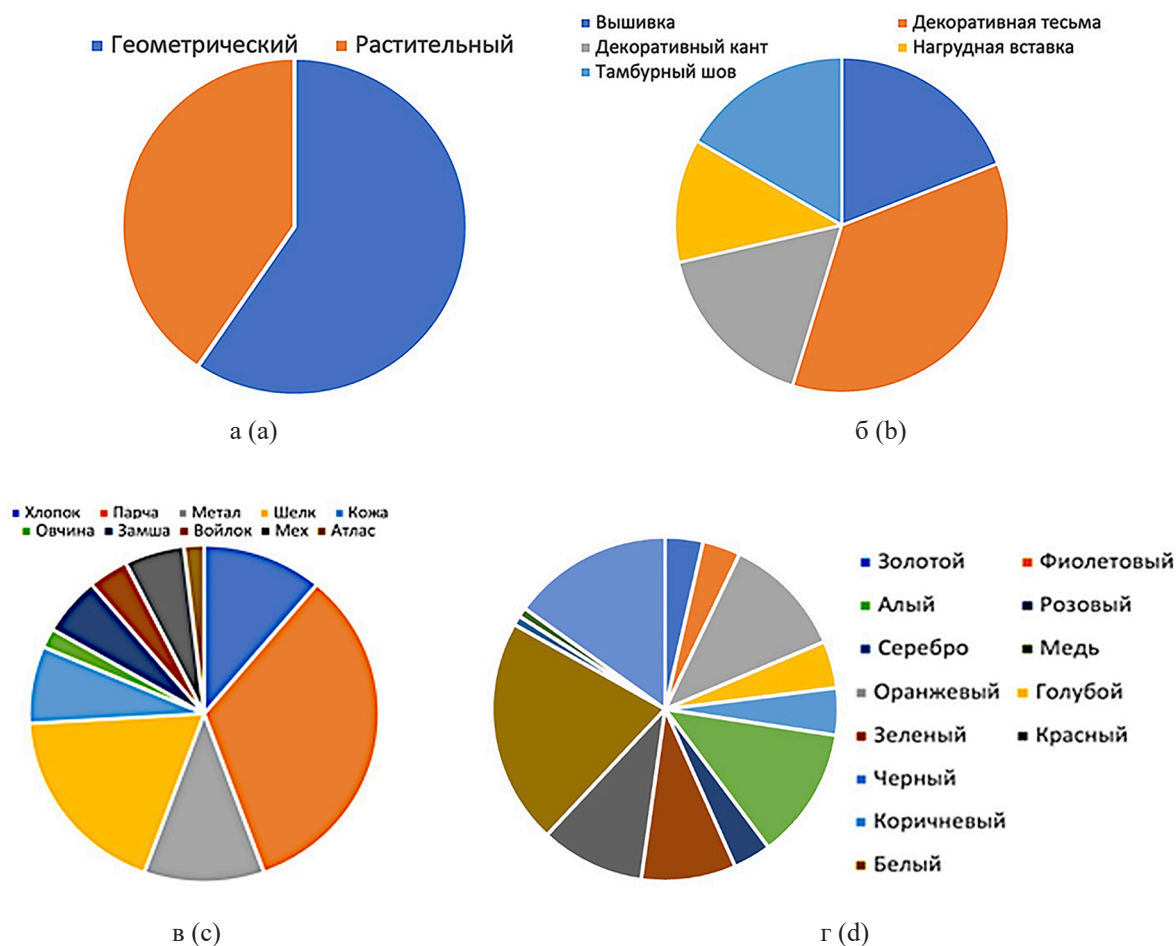 Геометрический Растительный
Вышивка Декоративная тесьма
Декоративный кант Нагрудная вставка
Тамбурный шов
а (a)
б (b)
Хлопок Парча Метал Шелк Кожа
Овчина Замша Войлок Мех Атлас
Золотой Фиолетовый
Алый Розовый
Серебро Медь
Оранжевый Голубой
Зеленый Красный
Черный
Коричневый
Белый
в (c)
г (d)